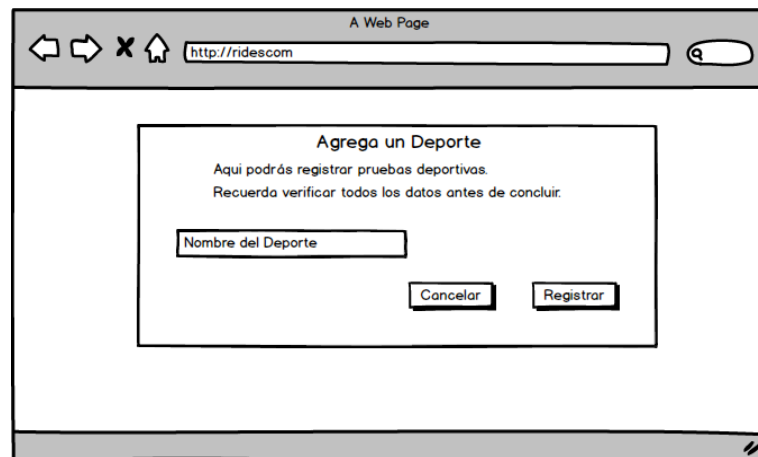 A Web Page
http://ridescom
Agrega un Deporte
Aqui podrás registrar pruebas deportivas.
Recuerda verificar todos los datos antes de concluir.
Nombre del Deporte
Cancelar
Registrar